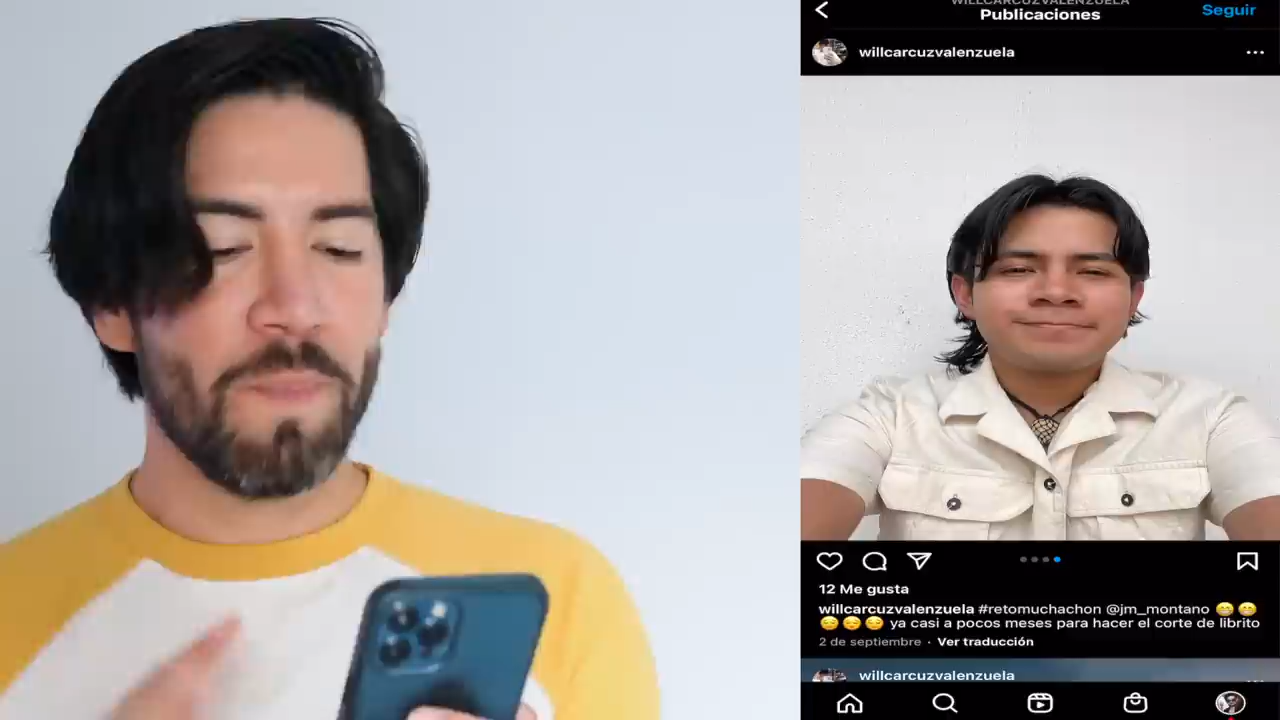 WILLCARCUZVALENZUELA
Publicaciones
Seguir
willcarcuzvalenzuela
12 Me gusta
willcarcuzvalenzuela #retomuchachon @jm_montano 😁😁
😔😔😔 ya casi a pocos meses para hacer el corte de librito
2 de septiembre · Ver traducción
willcarcuzvalenzuela